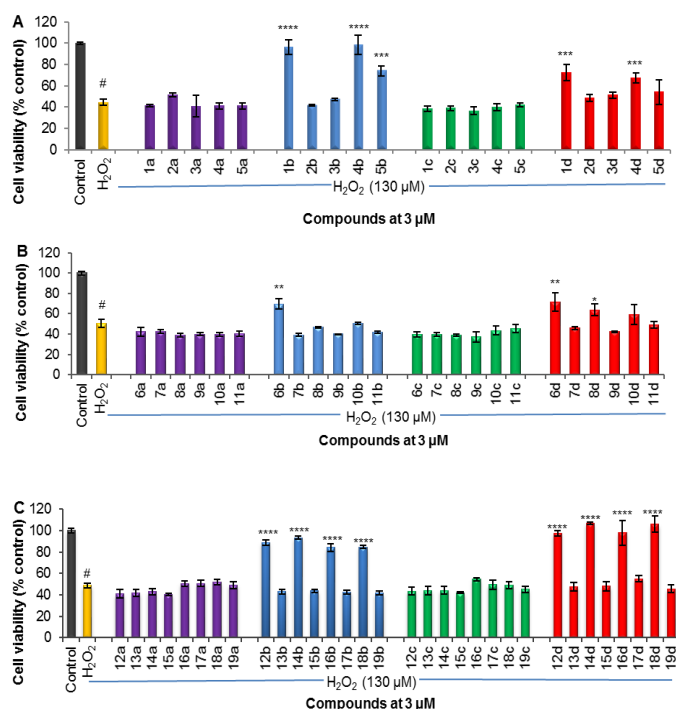 A
Cell viability (% control)
120
100
80
60
40
20
0
#
****
****
***
***
***
Control
H₂O₂
1a
2a
3a
4a
5a
1b
2b
3b
4b
5b
1c
2c
3c
4c
5c
1d
2d
3d
4d
5d
H₂O₂ (130 µM)
Compounds at 3 µM
B
Cell viability (% control)
120
100
80
60
40
20
0
#
**
**
*
Control
H₂O₂
6a
7a
8a
9a
10a
11a
6b
7b
8b
9b
10b
11b
6c
7c
8c
9c
10c
11c
6d
7d
8d
9d
10d
11d
H₂O₂ (130 µM)
Compounds at 3 µM
C
Cell viability (% control)
120
100
80
60
40
20
0
#
****
****
****
****
****
****
****
****
Control
H₂O₂
12a
13a
14a
15a
16a
17a
18a
19a
12b
13b
14b
15b
16b
17b
18b
19b
12c
13c
14c
15c
16c
17c
18c
19c
12d
13d
14d
15d
16d
17d
18d
19d
H₂O₂ (130 µM)
Compounds at 3 µM